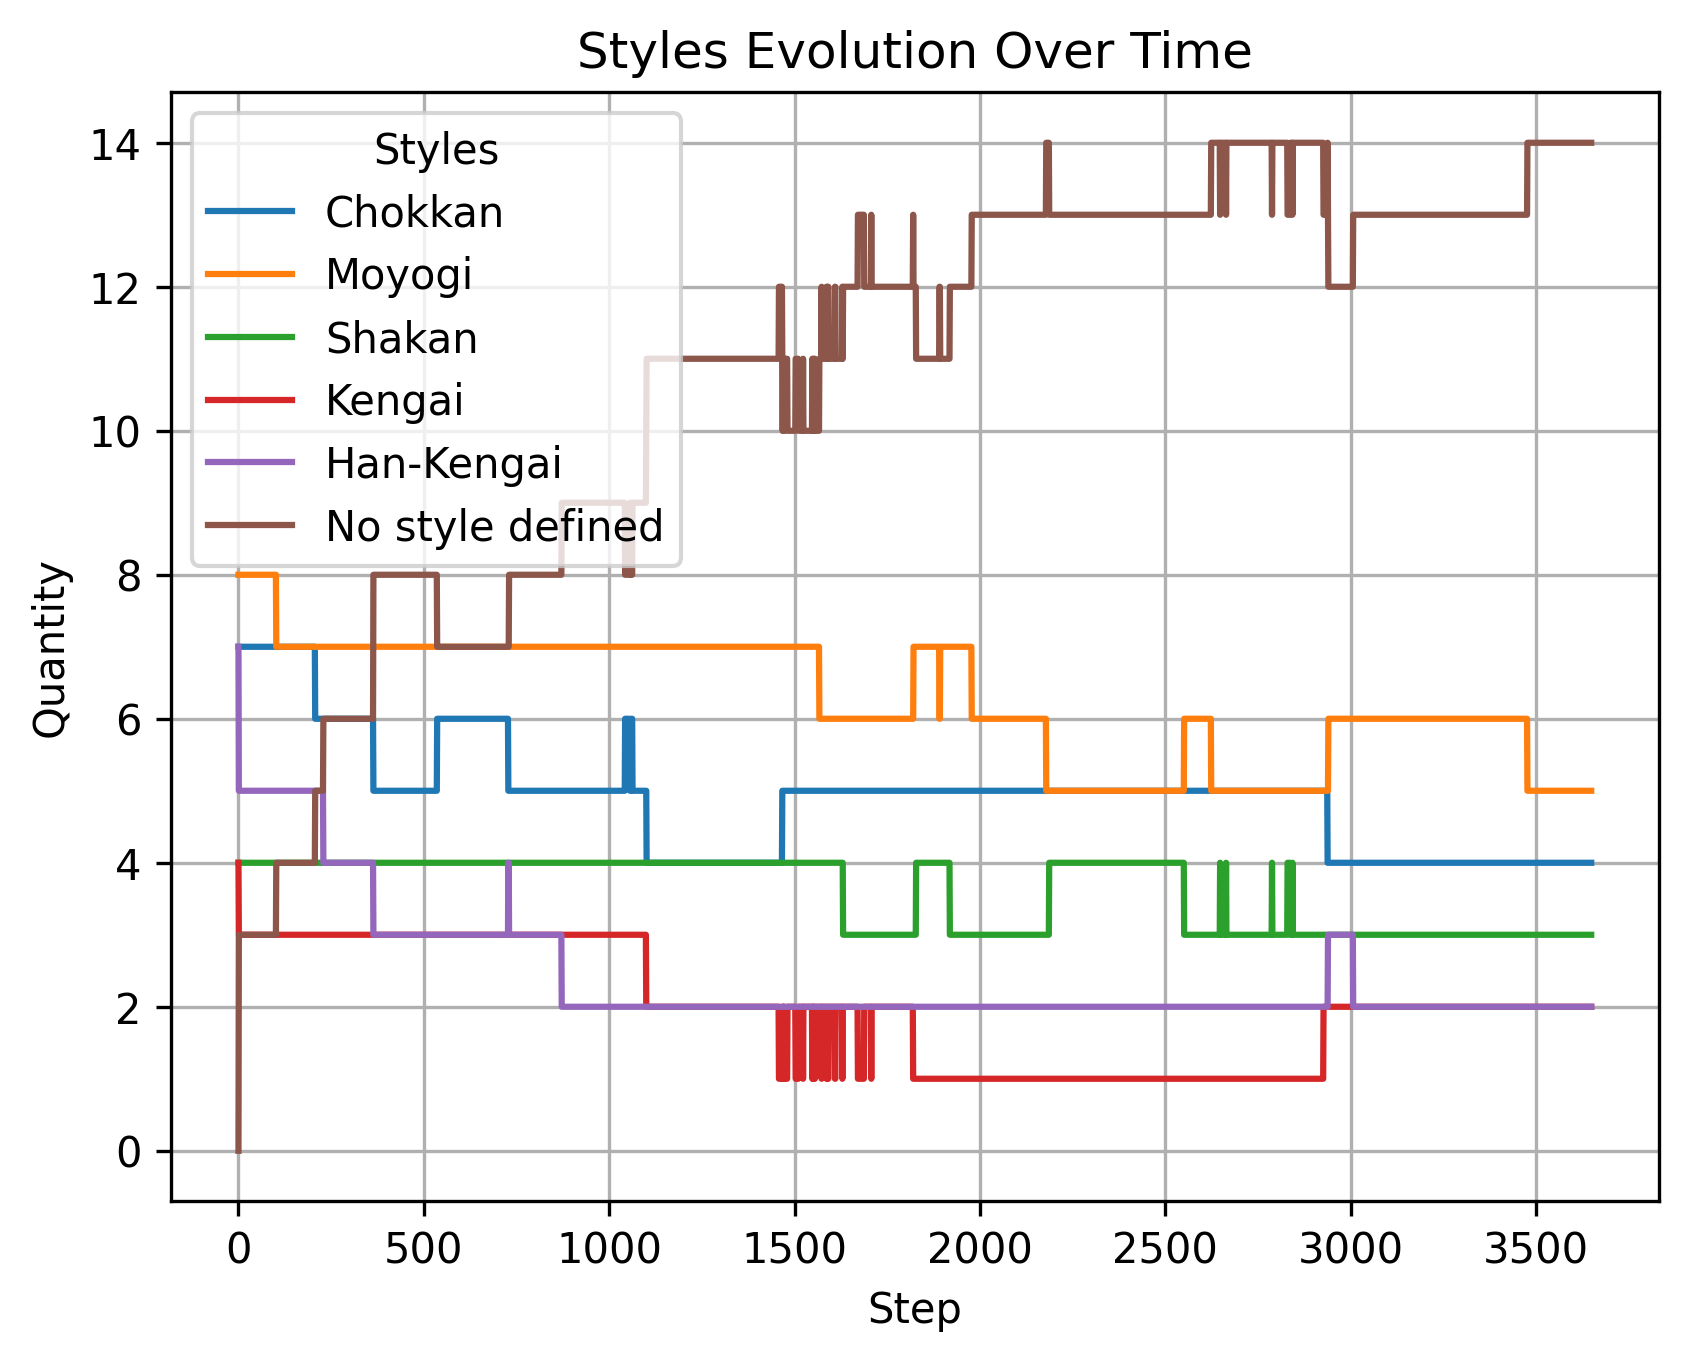 Styles Evolution Over Time
Styles
Chokkan
Moyogi
Shakan
Kengai
Han-Kengai
No style defined
Quantity
14
12
10
8
6
4
2
0
0 500 1000 1500 2000 2500 3000 3500
Step